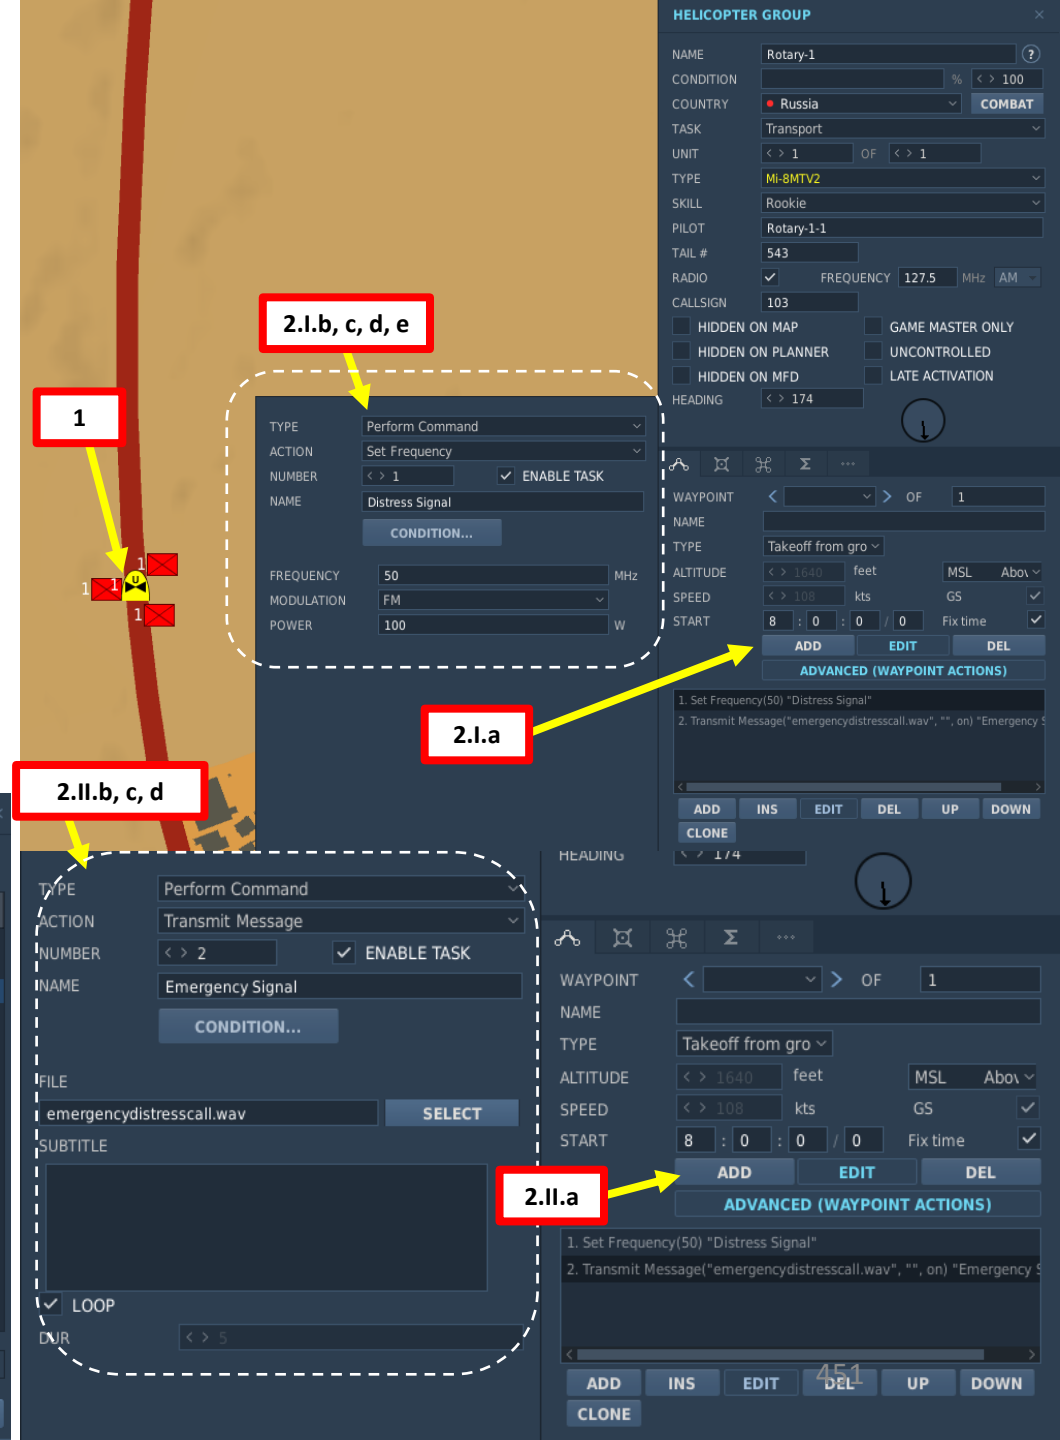 HELICOPTER GROUP
NAME Rotary-1 ?
CONDITION % < > 100
COUNTRY Russia COMBAT
TASK Transport
UNIT < > 1 OF < > 1
TYPE Mi-8MTV2
SKILL Rookie
PILOT Rotary-1-1
TAIL # 543
RADIO FREQUENCY 127.5 MHz AM
CALLSIGN 103
HIDDEN ON MAP GAME MASTER ONLY
HIDDEN ON PLANNER UNCONTROLLED
HIDDEN ON MFD LATE ACTIVATION
HEADING < > 174
2.I.b, c, d, e
1
TYPE Perform Command
ACTION Set Frequency
NUMBER < > 1 ENABLE TASK
NAME Distress Signal
CONDITION...
FREQUENCY 50 MHz
MODULATION FM
POWER 100 W
1
1 1 U
1
WAYPOINT < > OF 1
NAME
TYPE Takeoff from gro
ALTITUDE < > 1640 feet MSL Abov
SPEED < > 108 kts GS
START 8 : 0 : 0 / 0 Fix time
ADD EDIT DEL
ADVANCED (WAYPOINT ACTIONS)
1. Set Frequency(50) "Distress Signal"
2. Transmit Message("emergencydistresscall.wav", "", on) "Emergency S
ADD INS EDIT DEL UP DOWN
CLONE
2.I.a
2.II.b, c, d
TYPE Perform Command
ACTION Transmit Message
NUMBER < > 2 ENABLE TASK
NAME Emergency Signal
CONDITION...
FILE
emergencydistresscall.wav SELECT
SUBTITLE
LOOP
DUR < > 5
HEADING < > 174
WAYPOINT < > OF 1
NAME
TYPE Takeoff from gro
ALTITUDE < > 1640 feet MSL Abov
SPEED < > 108 kts GS
START 8 : 0 : 0 / 0 Fix time
ADD EDIT DEL
2.II.a
ADVANCED (WAYPOINT ACTIONS)
1. Set Frequency(50) "Distress Signal"
2. Transmit Message("emergencydistresscall.wav", "", on) "Emergency S
451
ADD INS EDIT DEL UP DOWN
CLONE